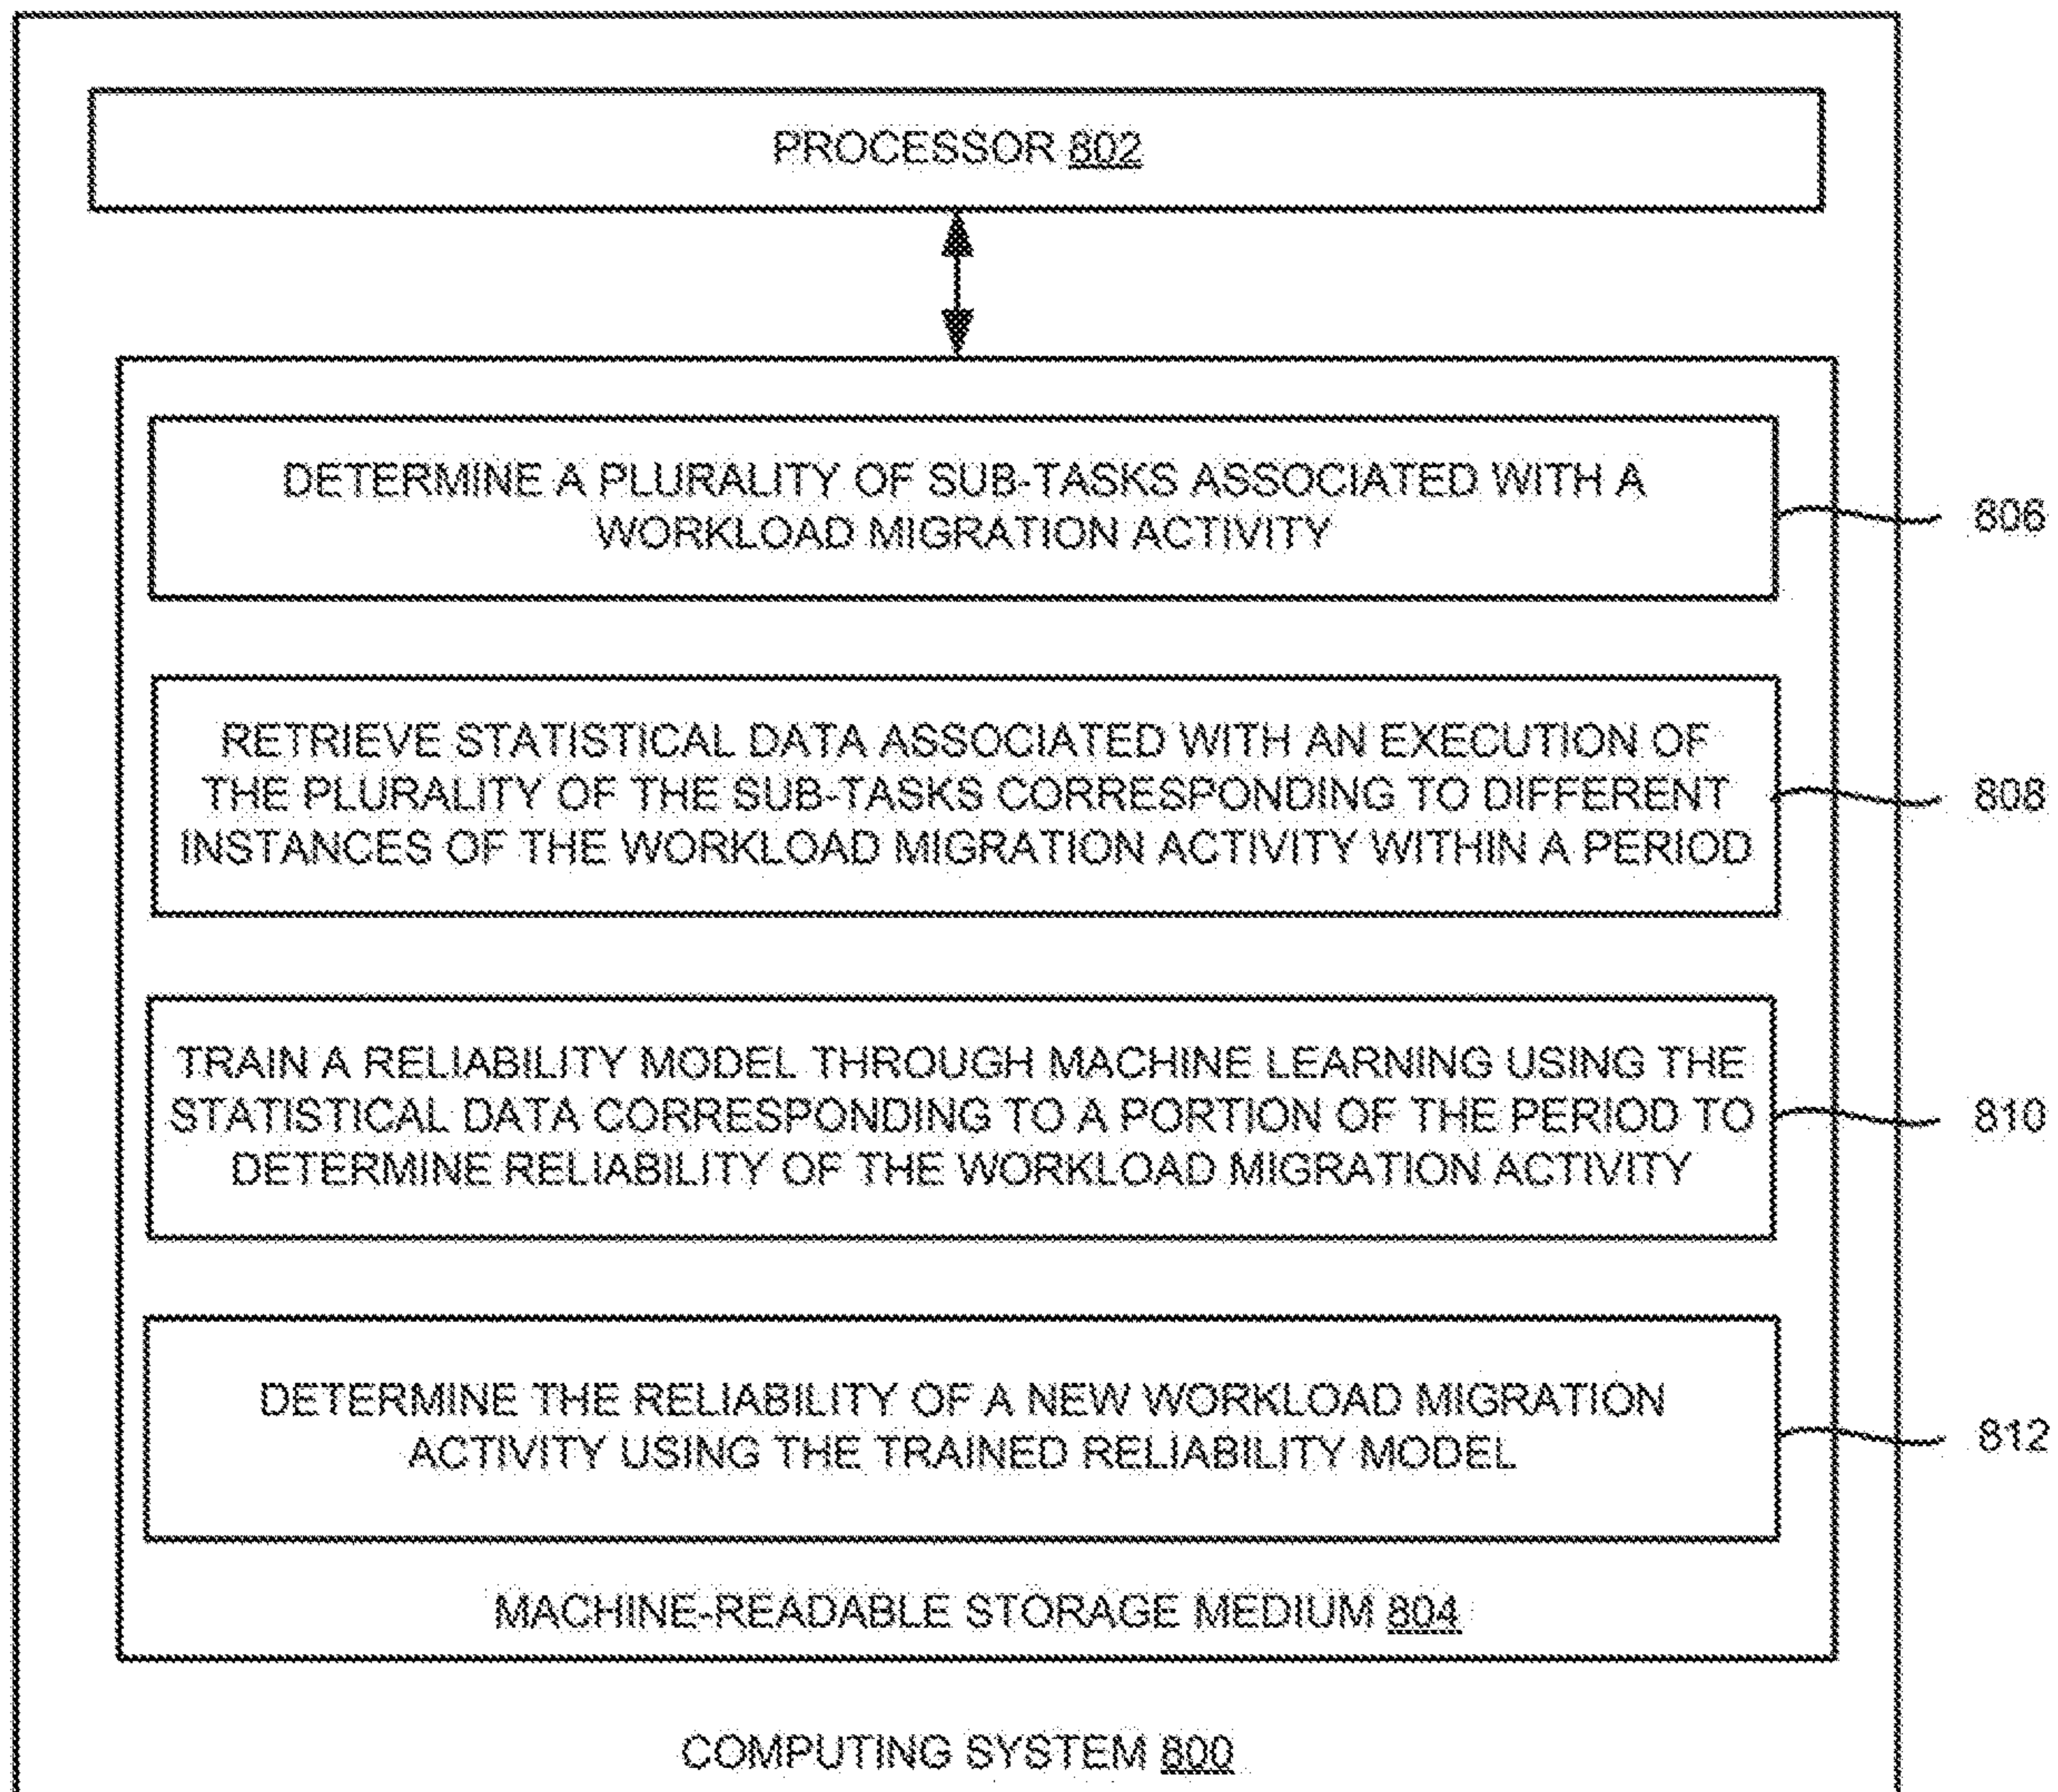 PROCESSOR 802
DETERMINE A PLURALITY OF SUB-TASKS ASSOCIATED WITH A
WORKLOAD MIGRATION ACTIVITY
806
RETRIEVE STATISTICAL DATA ASSOCIATED WITH AN EXECUTION OF
THE PLURALITY OF THE SUB-TASKS CORRESPONDING TO DIFFERENT
INSTANCES OF THE WORKLOAD MIGRATION ACTIVITY WITHIN A PERIOD
808
TRAIN A RELIABILITY MODEL THROUGH MACHINE LEARNING USING THE
STATISTICAL DATA CORRESPONDING TO A PORTION OF THE PERIOD TO
DETERMINE RELIABILITY OF THE WORKLOAD MIGRATION ACTIVITY
810
DETERMINE THE RELIABILITY OF A NEW WORKLOAD MIGRATION
ACTIVITY USING THE TRAINED RELIABILITY MODEL
812
MACHINE-READABLE STORAGE MEDIUM 804
COMPUTING SYSTEM 800